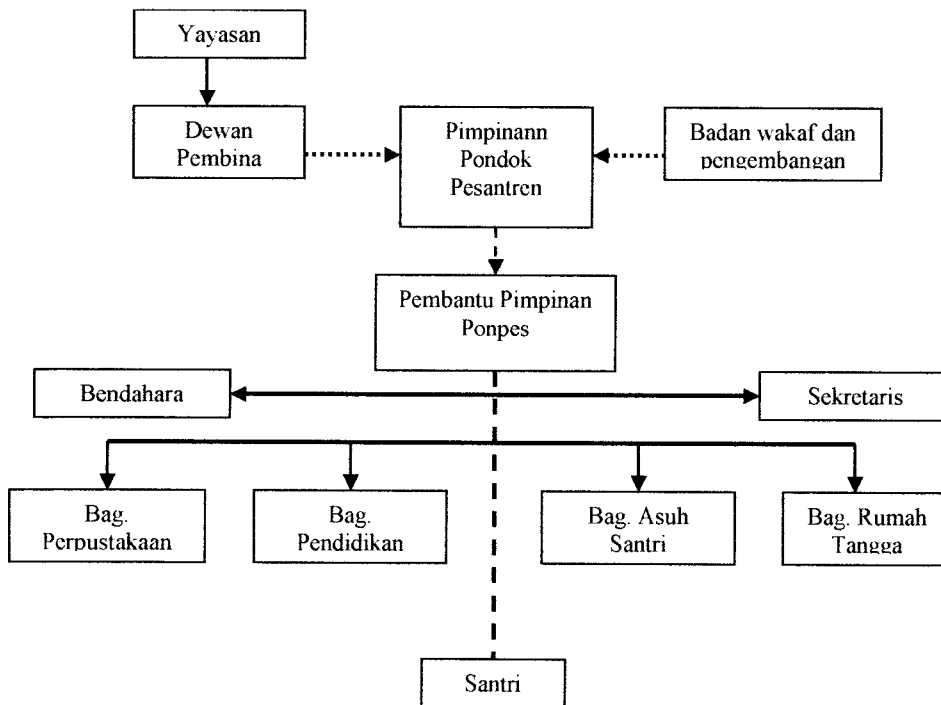 Yayasan
Dewan
Pembina
Pimpinann
Pondok
Pesantren
Badan wakaf dan
pengembangan
Pembantu Pimpinan
Ponpes
Bendahara
Sekretaris
Bag.
Perpustakaan
Bag.
Pendidikan
Bag. Asuh
Santri
Bag. Rumah
Tangga
Santri